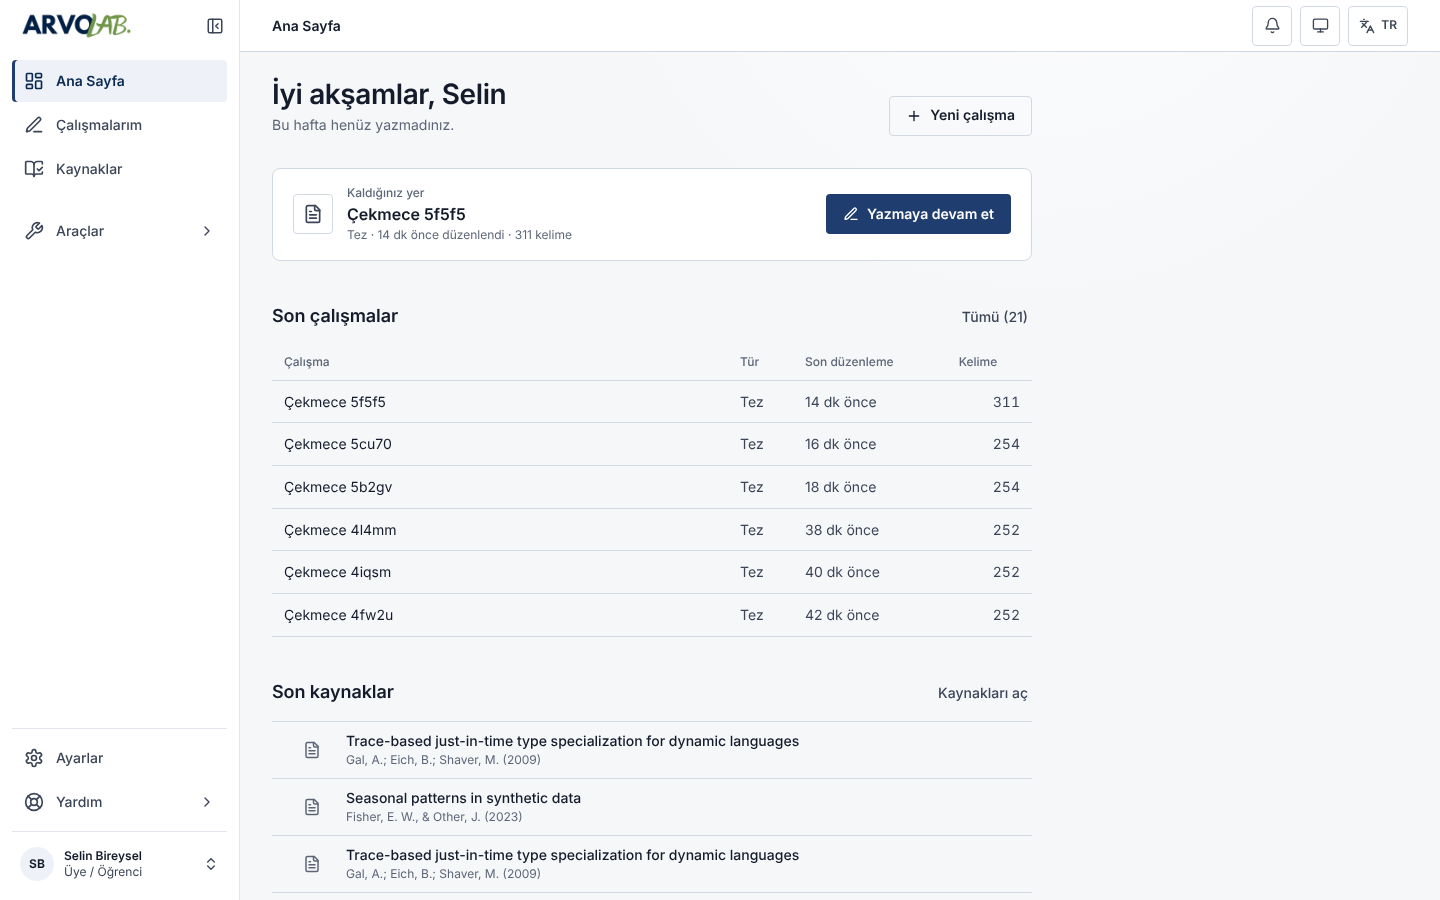 ARVOLAB.
Ana Sayfa
TR
Ana Sayfa
Çalışmalarım
Kaynaklar
Araçlar
İyi akşamlar, Selin
Bu hafta henüz yazmadınız.
Yeni çalışma
Kaldığınız yer
Çekmece 5f5f5
Tez · 14 dk önce düzenlendi · 311 kelime
Yazmaya devam et
Son çalışmalar
Tümü (21)
Çalışma Tür Son düzenleme Kelime
Çekmece 5f5f5 Tez 14 dk önce 311
Çekmece 5cu70 Tez 16 dk önce 254
Çekmece 5b2gv Tez 18 dk önce 254
Çekmece 4l4mm Tez 38 dk önce 252
Çekmece 4iqsm Tez 40 dk önce 252
Çekmece 4fw2u Tez 42 dk önce 252
Son kaynaklar
Kaynakları aç
Trace-based just-in-time type specialization for dynamic languages
Gal, A.; Eich, B.; Shaver, M. (2009)
Seasonal patterns in synthetic data
Fisher, E. W., & Other, J. (2023)
Trace-based just-in-time type specialization for dynamic languages
Gal, A.; Eich, B.; Shaver, M. (2009)
Ayarlar
Yardım
SB
Selin Bireysel
Üye / Öğrenci